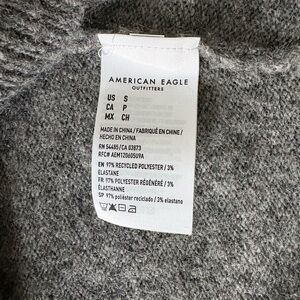 AMERICAN EAGLE
OUTFITTERS
US S
CA P
MX CH
MADE IN CHINA / FABRIQUÉ EN CHINE /
HECHO EN CHINA
RN 54485/CA 03873
RFC# AEM12060509A
EN 97% RECYCLED POLYESTER / 3%
ELASTANE
FR 97% POLYESTER RÉGÉNÉRÉ / 3%
ÉLASTHANNE
SP 97% poliéster reciclado / 3% elastano